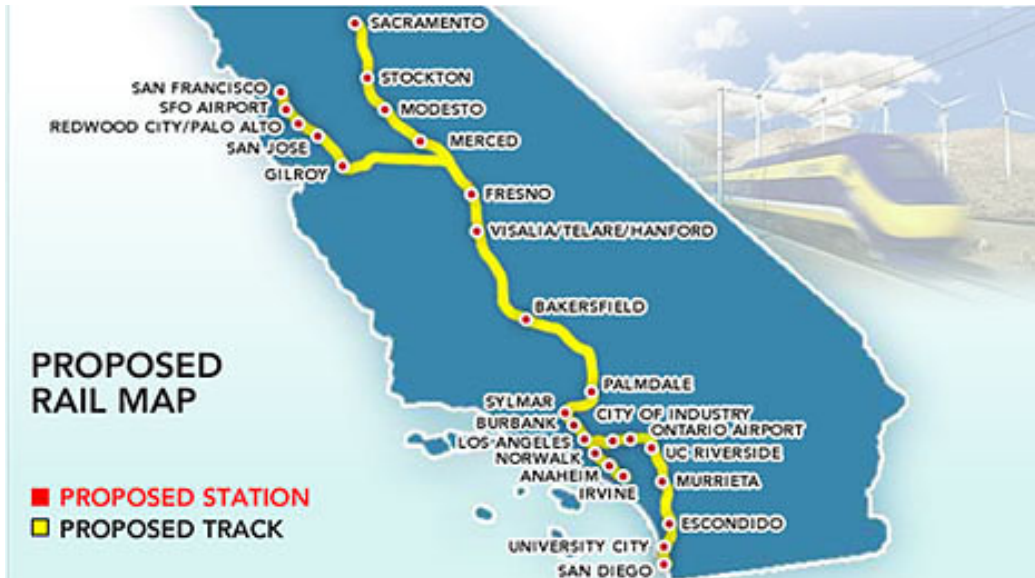 SACRAMENTO
STOCKTON
SAN FRANCISCO
SFO AIRPORT
MODESTO
REDWOOD CITY/PALO ALTO
SAN JOSE
MERCED
GILROY
FRESNO
VISALIA/TELARE/HANFORD
BAKERSFIELD
PROPOSED
RAIL MAP
PALMDALE
SYLMAR
CITY OF INDUSTRY
BURBANK
ONTARIO AIRPORT
LOS ANGELES
UC RIVERSIDE
NORWALK
ANAHEIM
MURRIETA
IRVINE
PROPOSED STATION
PROPOSED TRACK
ESCONDIDO
UNIVERSITY CITY
SAN DIEGO